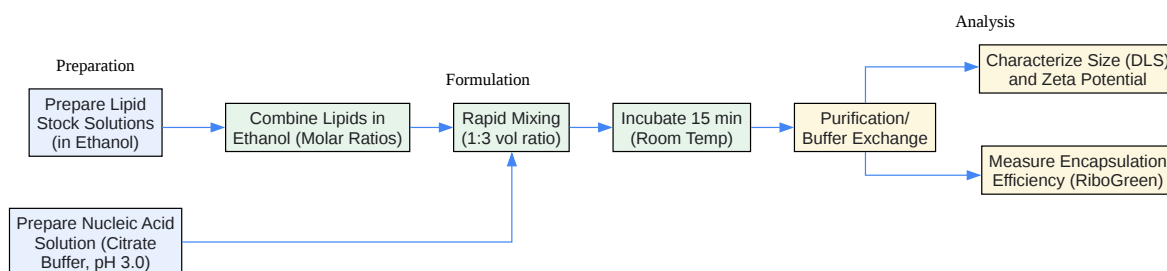 Analysis
Preparation
Formulation
Characterize Size (DLS)
and Zeta Potential
Prepare Lipid
Stock Solutions
(in Ethanol)
Combine Lipids in
Ethanol (Molar Ratios)
Rapid Mixing
(1:3 vol ratio)
Incubate 15 min
(Room Temp)
Purification/
Buffer Exchange
Measure Encapsulation
Efficiency (RiboGreen)
Prepare Nucleic Acid
Solution (Citrate
Buffer, pH 3.0)